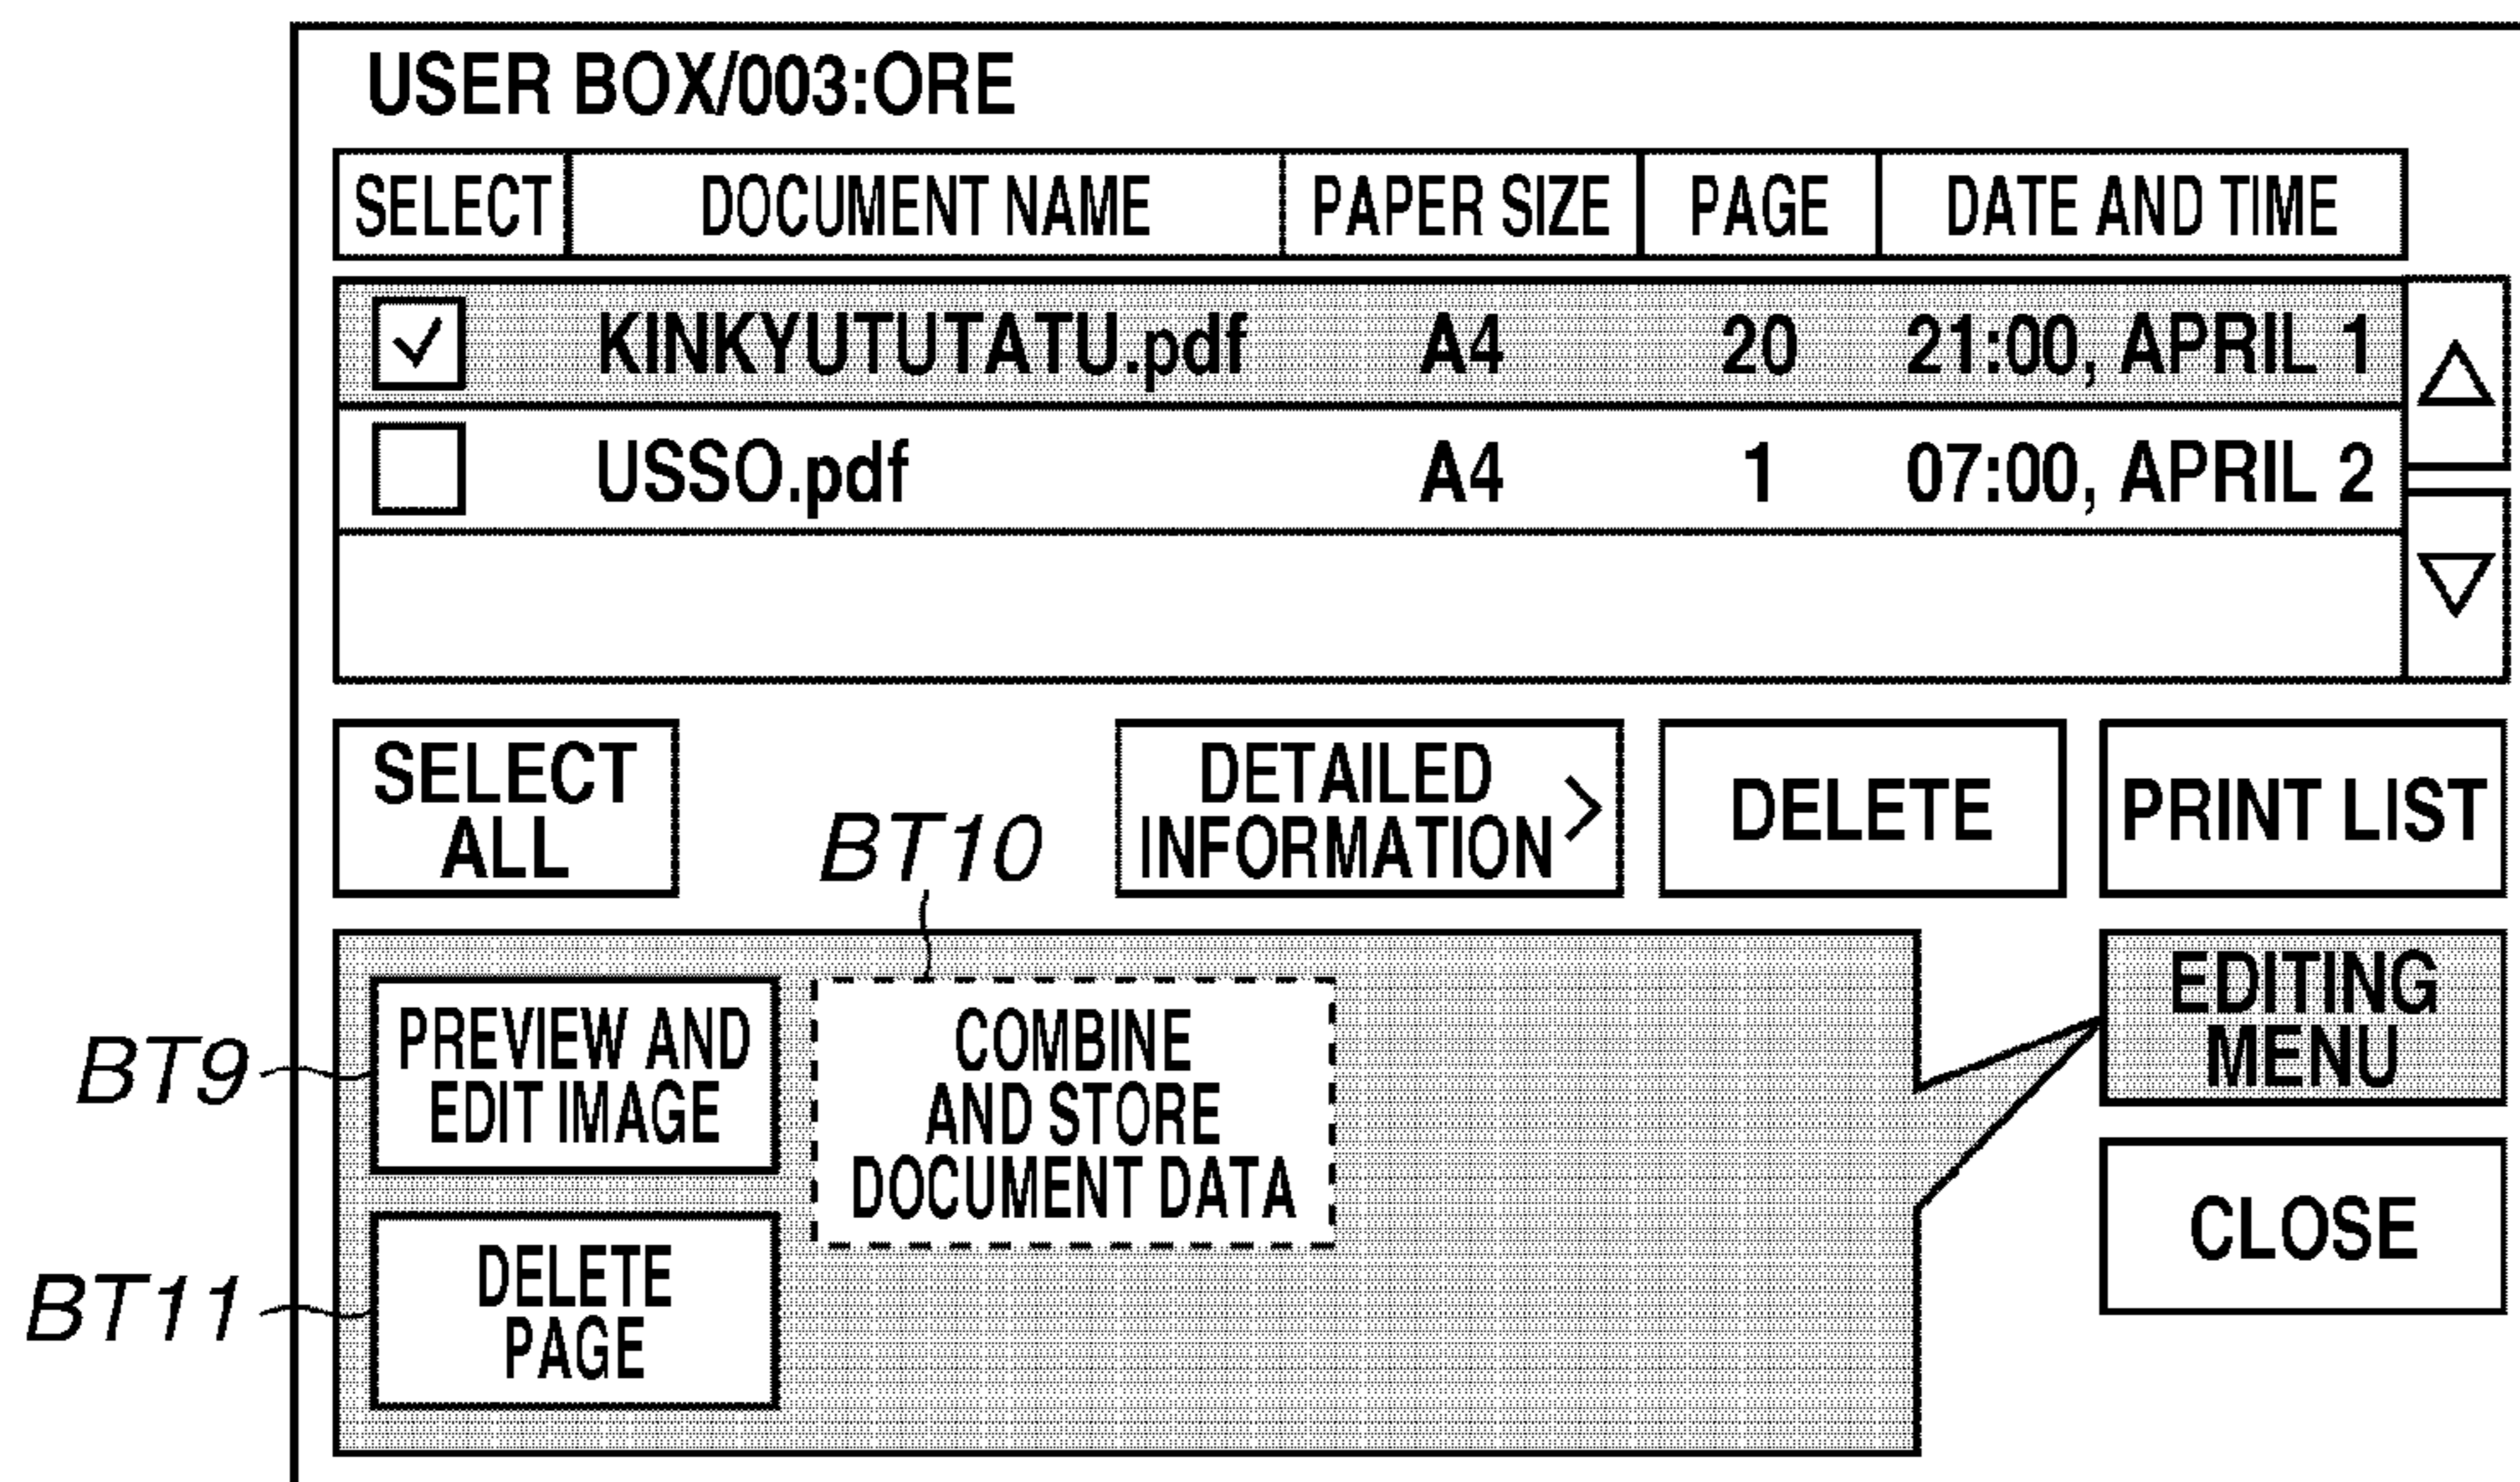 USER BOX/003:ORE
SELECT DOCUMENT NAME PAPER SIZE PAGE DATE AND TIME
KINKYUTUTATU.pdf A4 20 21:00, APRIL 1
USSO.pdf A4 1 07:00, APRIL 2
SELECT
ALL
BT10
DETAILED
INFORMATION >
DELETE
PRINT LIST
BT9
PREVIEW AND
EDIT IMAGE
COMBINE
AND STORE
DOCUMENT DATA
EDITING
MENU
BT11
DELETE
PAGE
CLOSE